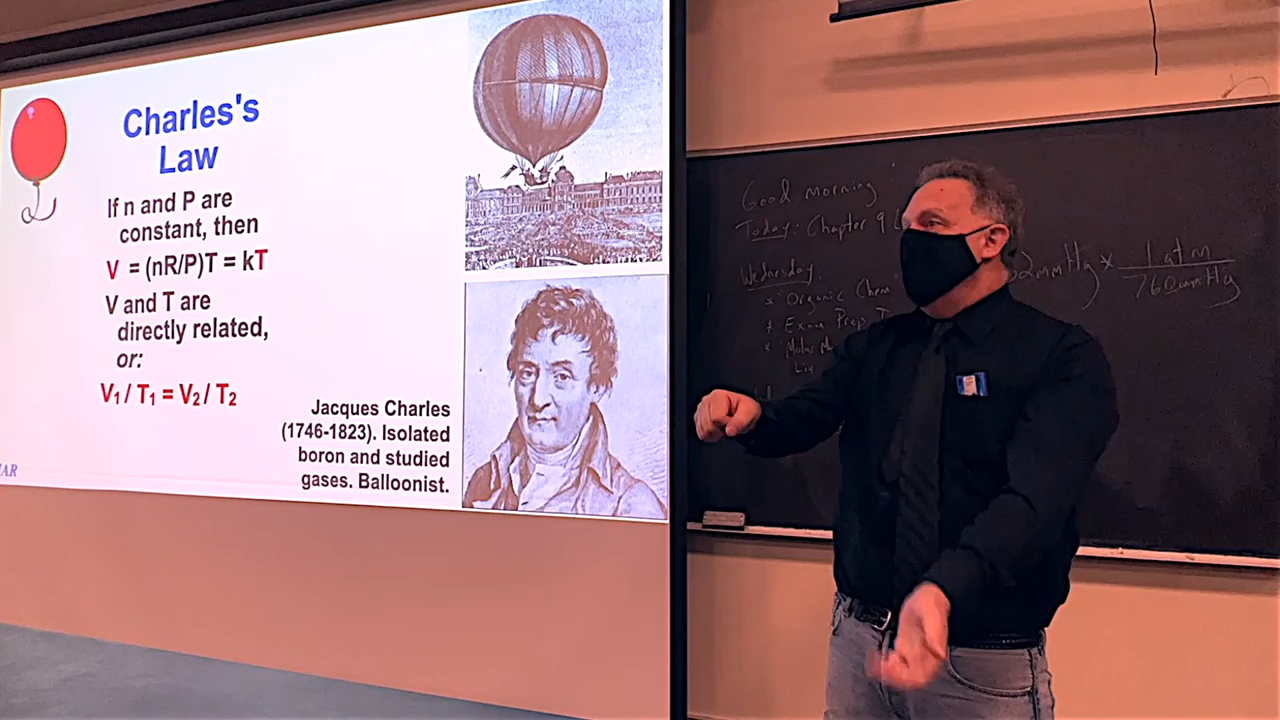 Charles's
Law
If n and P are
constant, then
V = (nR/P)T = kT
V and T are
directly related,
or:
V₁ / T₁ = V₂ / T₂
Jacques Charles
(1746-1823). Isolated
boron and studied
gases. Balloonist.
AR
Good morning
Today: Chapter 9
Wednesday
* Organic Chem
* Exam Prep
2mmHg * 1 atm
760mmHg